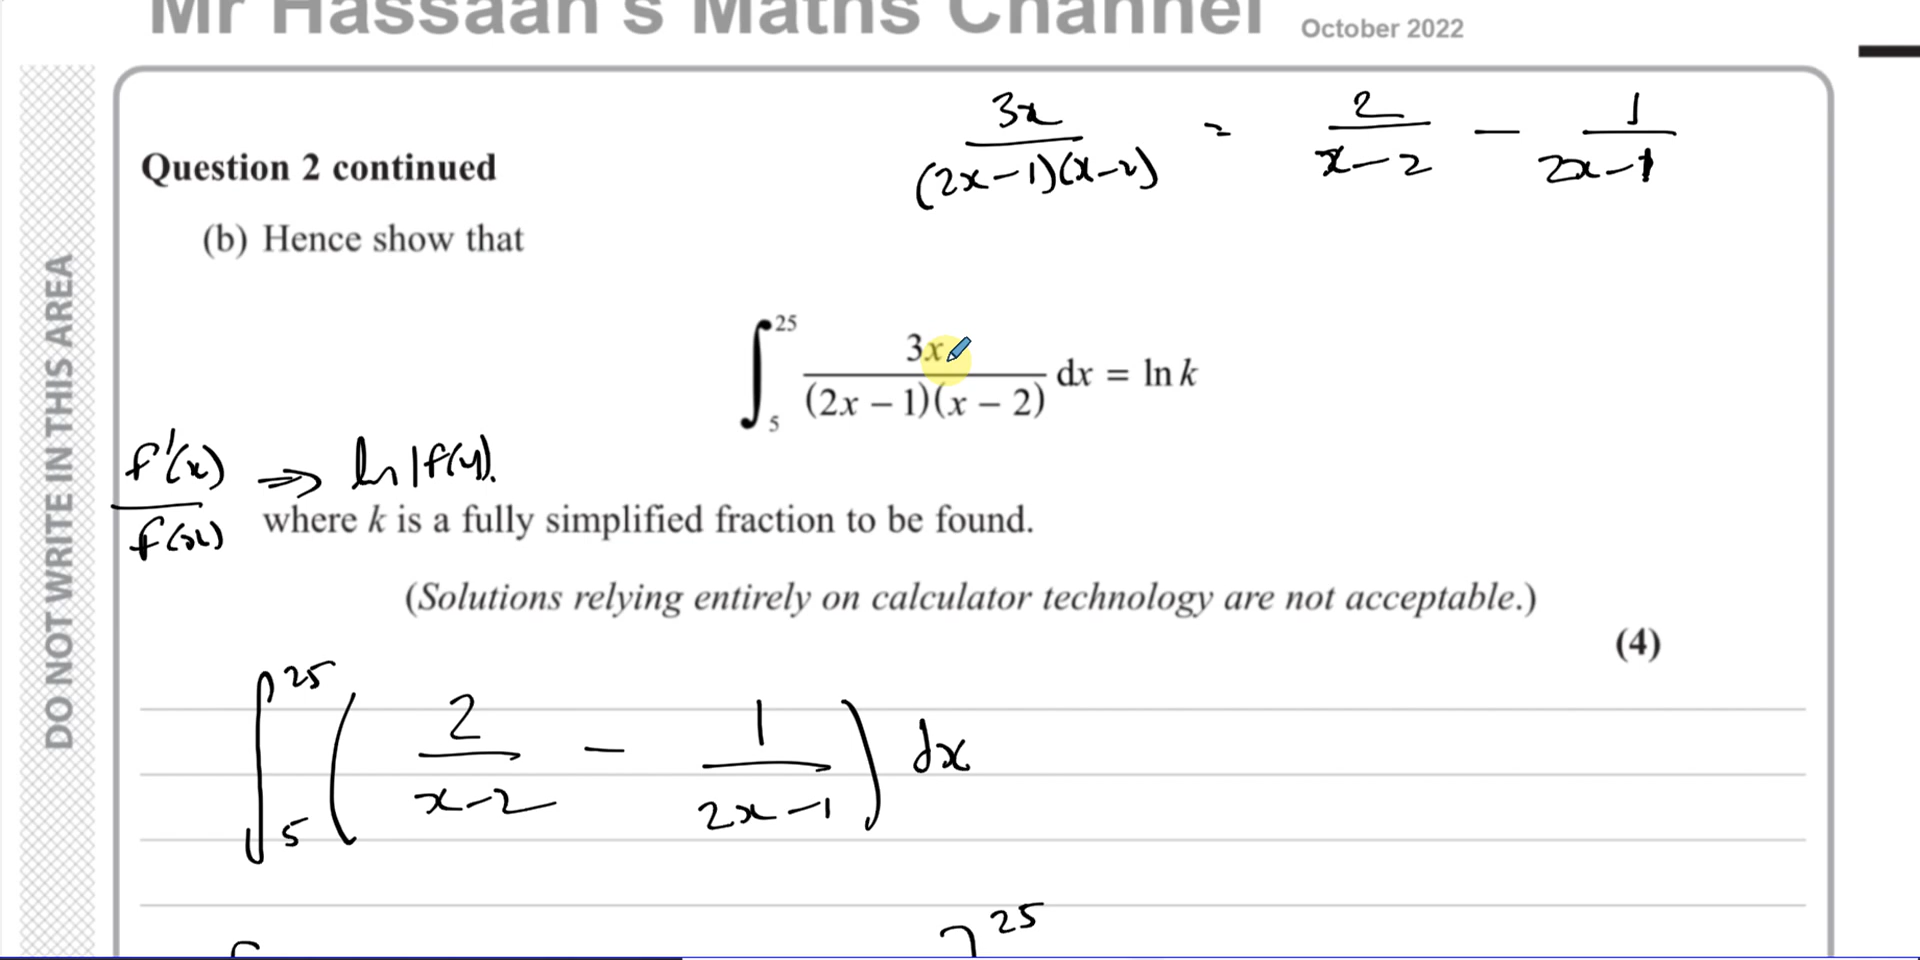 Mr Hassaan's Maths Channel
October 2022
DO NOT WRITE IN THIS AREA
3x/((2x-1)(x-2)) = 2/(x-2) - 1/(2x-1)
Question 2 continued
(b) Hence show that
∫₅²⁵ 3x/((2x − 1)(x − 2)) dx = ln k
f'(x)/f(x) ⇒ ln|f(x)|.
where k is a fully simplified fraction to be found.
(Solutions relying entirely on calculator technology are not acceptable.)
(4)
∫₅²⁵ (2/(x-2) - 1/(2x-1)) dx
25